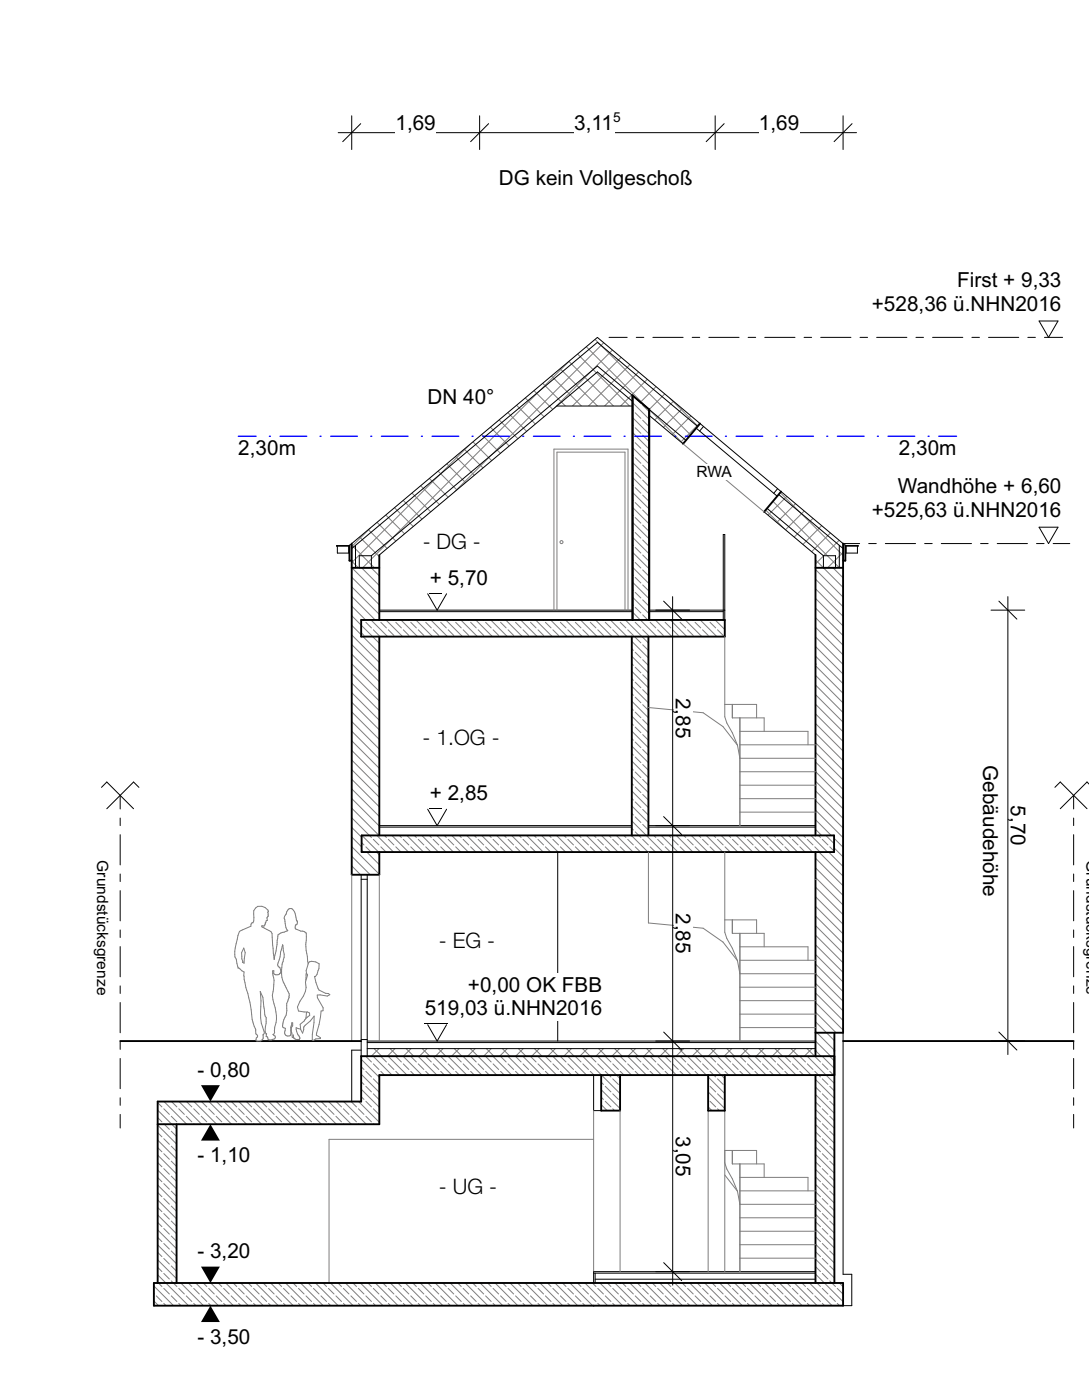 1,69
3,11⁵
1,69
DG kein Vollgeschoß
First + 9,33
+528,36 ü.NHN2016
DN 40°
2,30m
2,30m
RWA
Wandhöhe + 6,60
+525,63 ü.NHN2016
- DG -
+ 5,70
2,85
- 1.OG -
+ 2,85
5,70
Gebäudehöhe
Grundstücksgrenze
Grundstücksgrenze
- EG -
2,85
+0,00 OK FBB
519,03 ü.NHN2016
- 0,80
- 1,10
3,05
- UG -
- 3,20
- 3,50